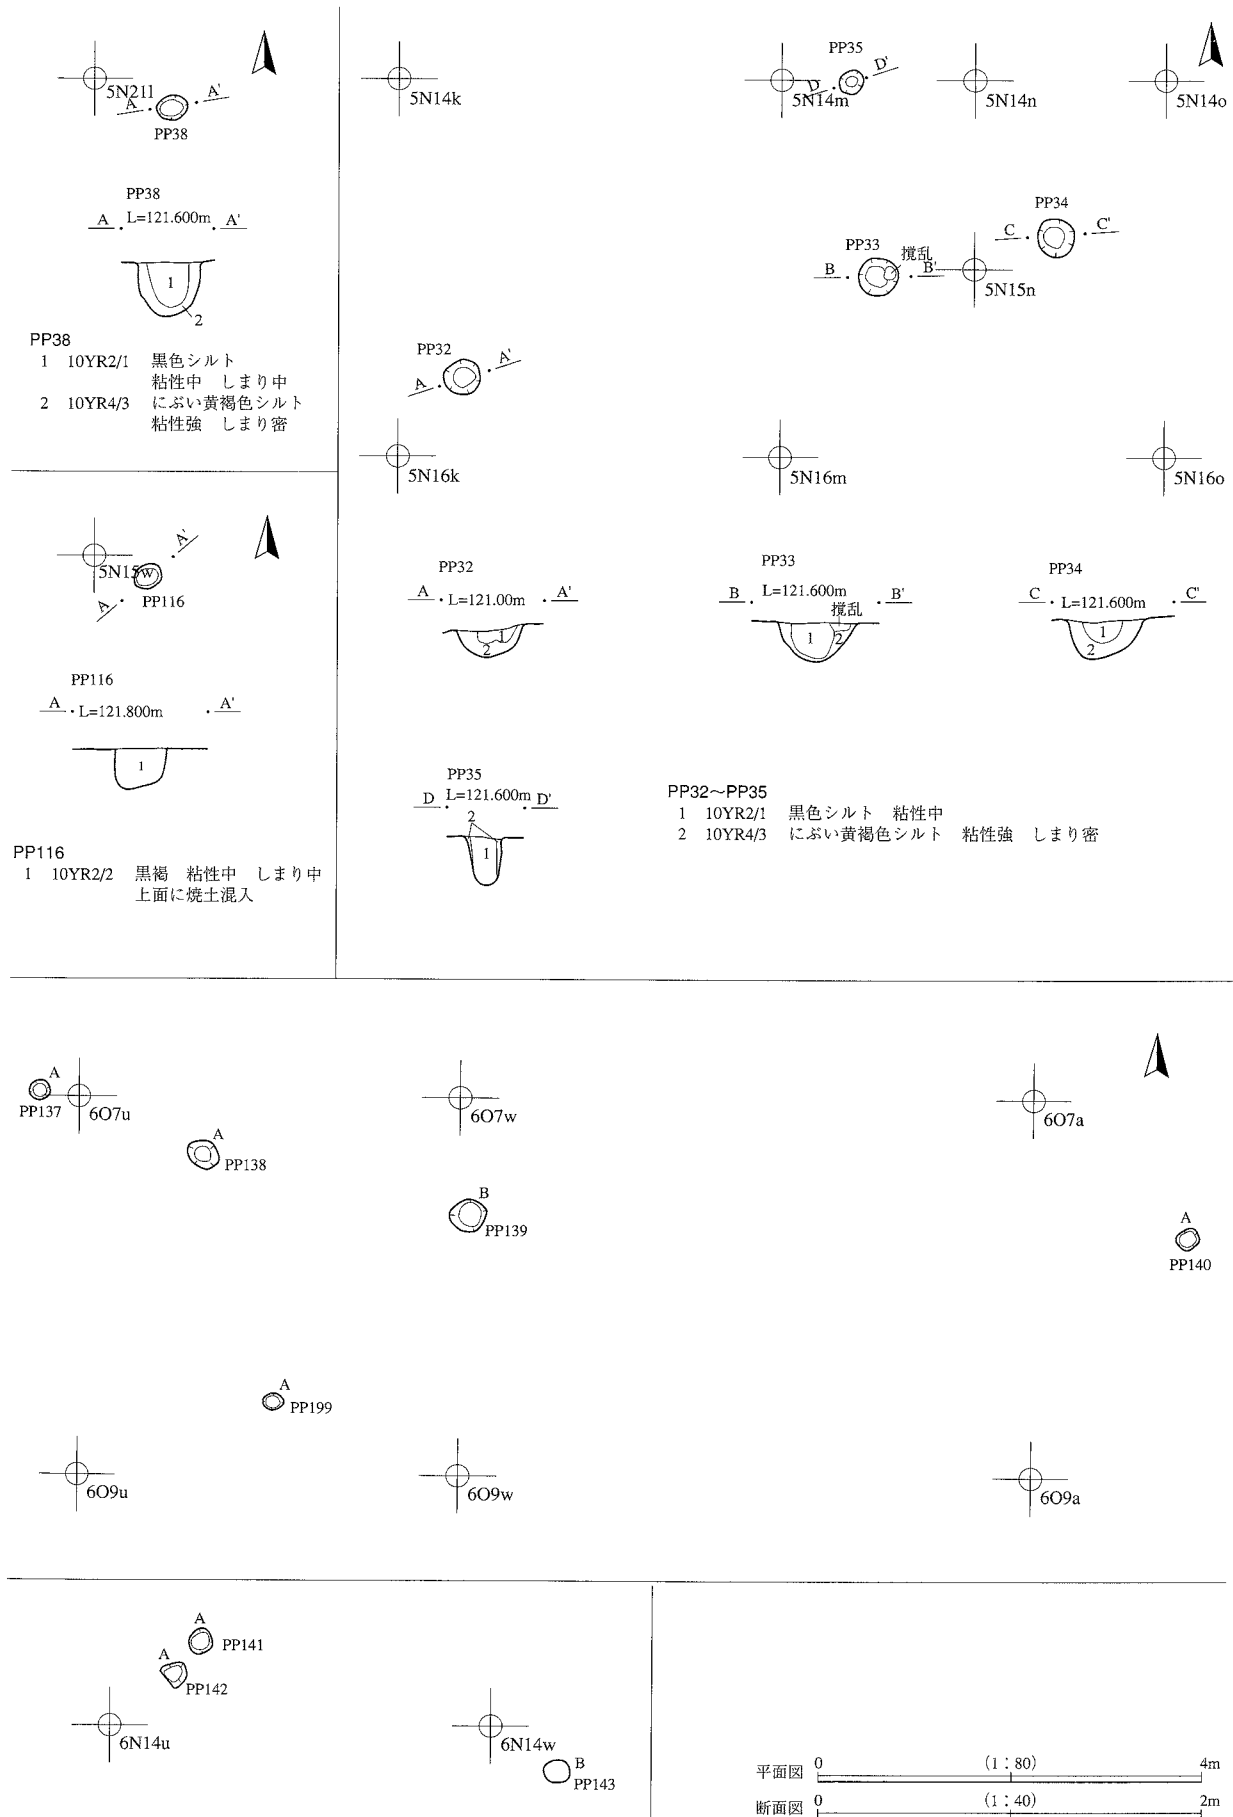 5N21l
A
A'
PP38
PP38
A L=121.600m A'
1
2
PP38
1 10YR2/1 黒色シルト
粘性中 しまり中
2 10YR4/3 にぶい黄褐色シルト
粘性強 しまり密
5N15w
A'
A
PP116
PP116
A L=121.800m A'
1
PP116
1 10YR2/2 黒褐 粘性中 しまり中
上面に焼土混入
5N14k
PP35
D'
D
5N14m
5N14n
5N14o
PP34
C
C'
PP33
撹乱
B
B'
5N15n
PP32
A'
A
5N16k
5N16m
5N16o
PP32
A L=121.00m A'
1
2
PP33
B L=121.600m B'
撹乱
1
2
PP34
C L=121.600m C'
1
2
PP35
D L=121.600m D'
2
1
PP32～PP35
1 10YR2/1 黒色シルト 粘性中
2 10YR4/3 にぶい黄褐色シルト 粘性強 しまり密
A
PP137
6O7u
6O7w
6O7a
A
PP138
B
PP139
A
PP140
A
PP199
6O9u
6O9w
6O9a
A
PP141
A
PP142
6N14u
6N14w
B
PP143
平面図 0 (1：80) 4m
断面図 0 (1：40) 2m